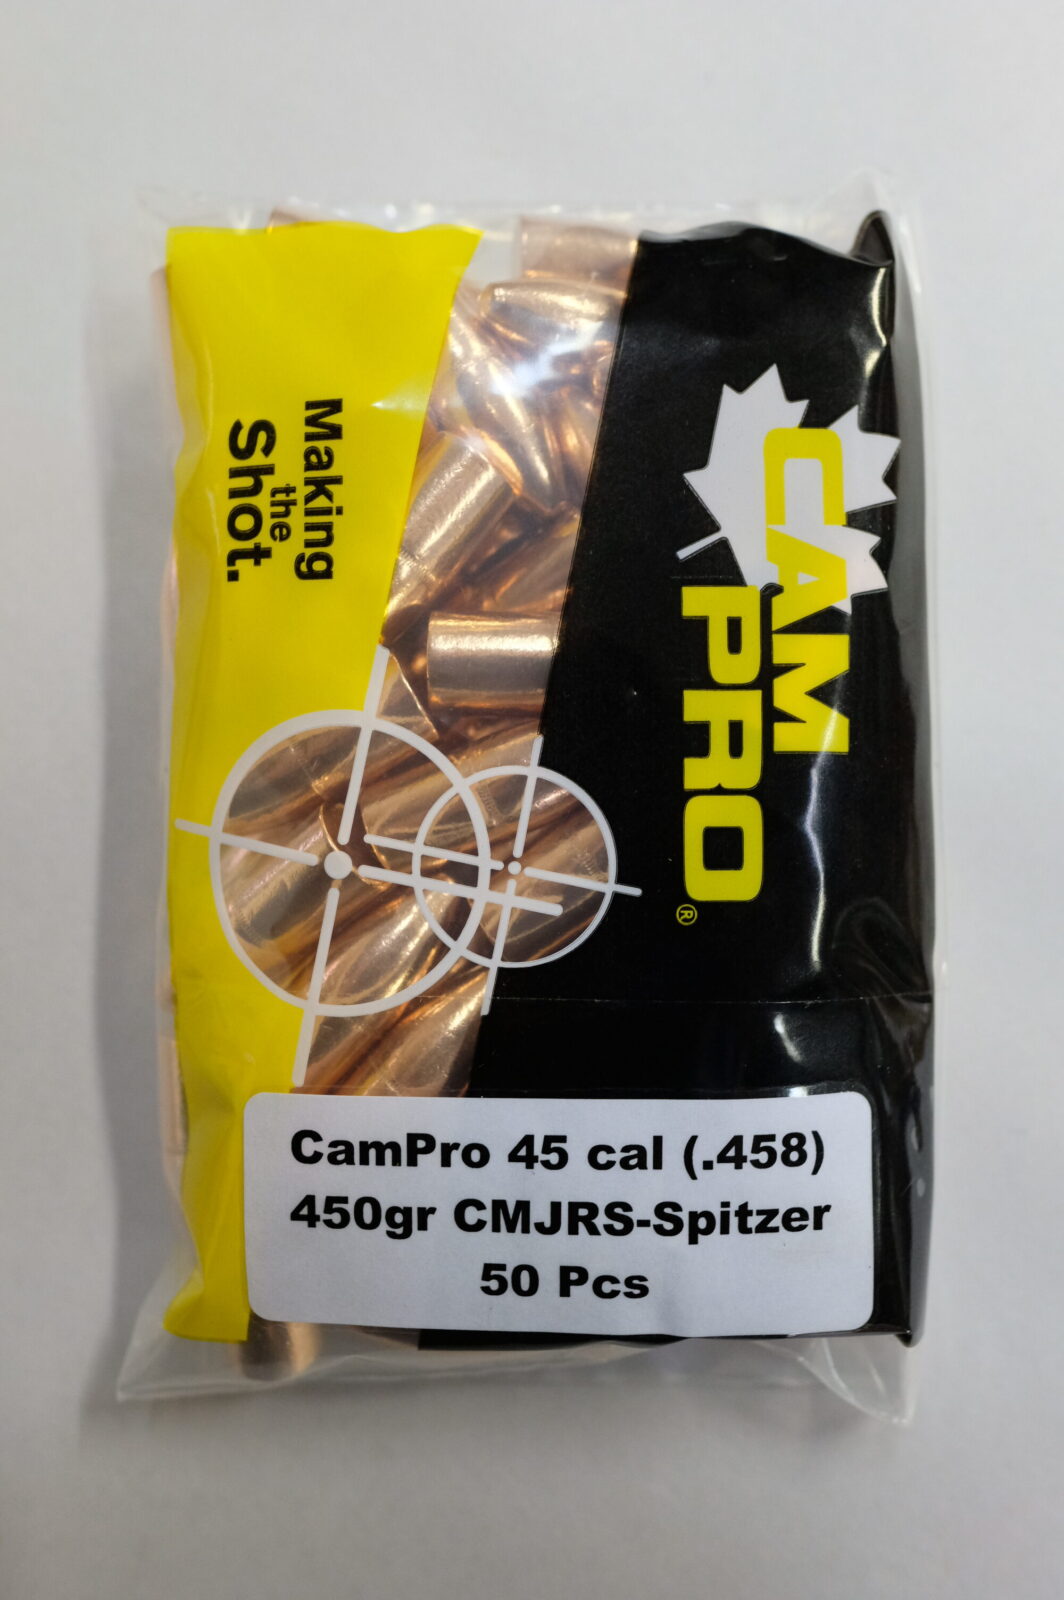 Making
the
Shot.
CAM
PRO®
CamPro 45 cal (.458)
450gr CMJRS-Spitzer
50 Pcs